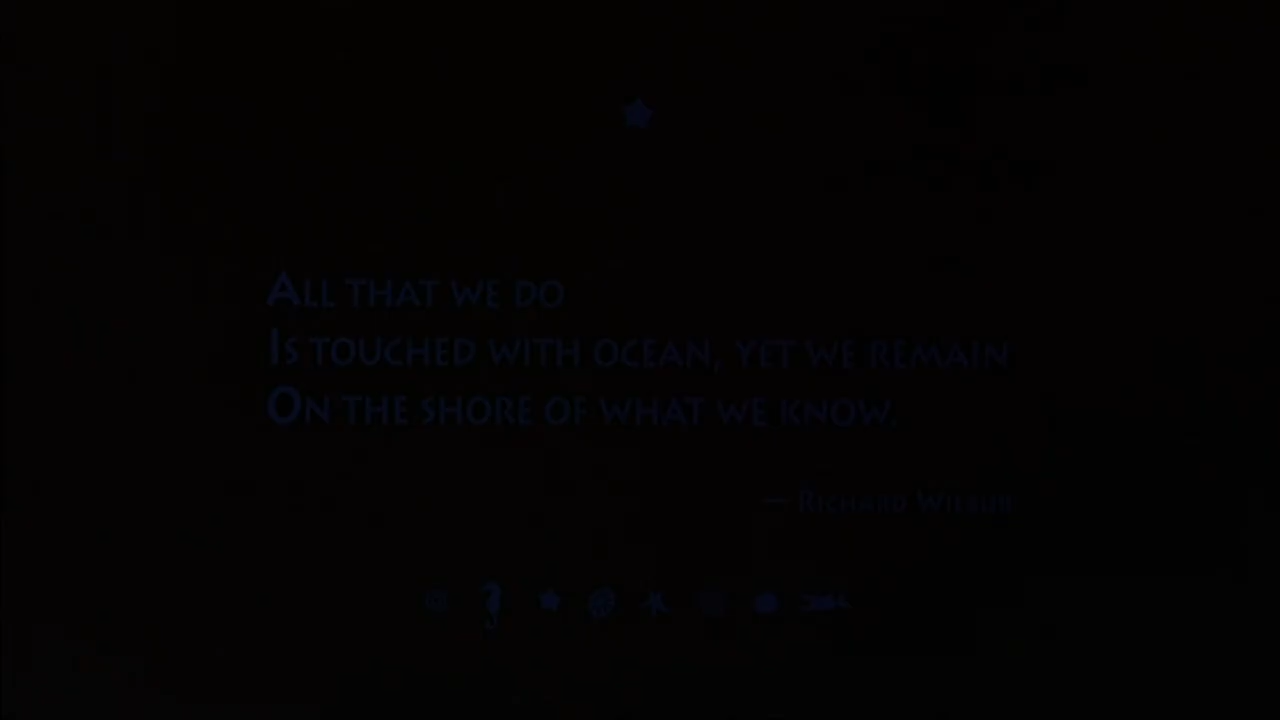 ALL THAT WE DO
IS TOUCHED WITH OCEAN, YET WE REMAIN
ON THE SHORE OF WHAT WE KNOW.
— RICHARD WILBUR